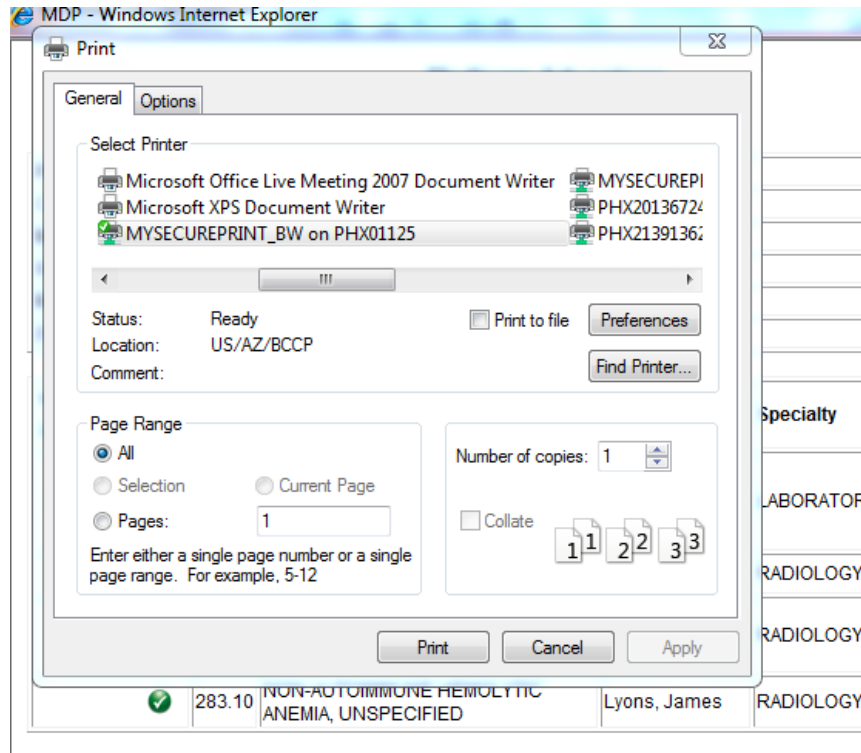 MDP - Windows Internet Explorer
Print
General Options
Select Printer
Microsoft Office Live Meeting 2007 Document Writer MYSECUREPI
Microsoft XPS Document Writer PHX20136724
MYSECUREPRINT_BW on PHX01125 PHX21391362
Status: Ready Print to file Preferences
Location: US/AZ/BCCP
Comment: Find Printer...
Page Range
All Number of copies: 1
Selection Current Page
Pages: 1 Collate 1 1 2 2 3 3
Enter either a single page number or a single
page range. For example, 5-12
Print Cancel Apply
Specialty
LABORATOR
RADIOLOGY
RADIOLOGY
283.10 NON-AUTOIMMUNE HEMOLYTIC
ANEMIA, UNSPECIFIED Lyons, James RADIOLOGY